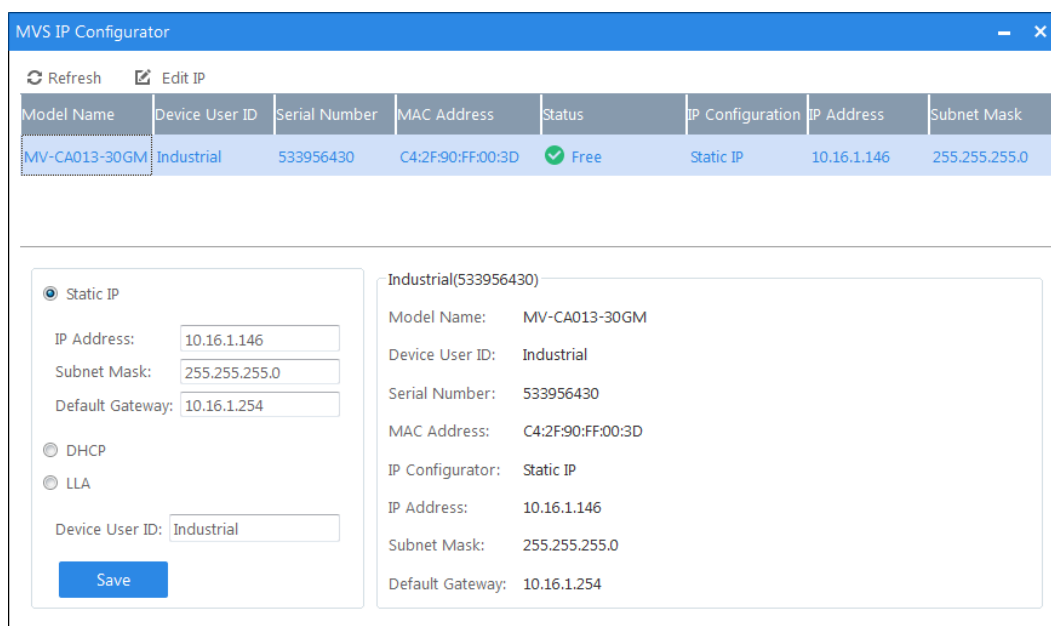 MVS IP Configurator
Refresh Edit IP
Model Name Device User ID Serial Number MAC Address Status IP Configuration IP Address Subnet Mask
MV-CA013-30GM Industrial 533956430 C4:2F:90:FF:00:3D Free Static IP 10.16.1.146 255.255.255.0
Static IP
IP Address: 10.16.1.146
Subnet Mask: 255.255.255.0
Default Gateway: 10.16.1.254
DHCP
LLA
Device User ID: Industrial
Save
Industrial(533956430)
Model Name: MV-CA013-30GM
Device User ID: Industrial
Serial Number: 533956430
MAC Address: C4:2F:90:FF:00:3D
IP Configurator: Static IP
IP Address: 10.16.1.146
Subnet Mask: 255.255.255.0
Default Gateway: 10.16.1.254